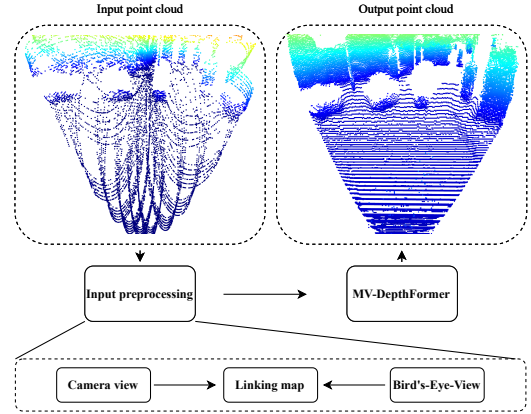 Input point cloud
Output point cloud
Input preprocessing
MV-DepthFormer
Camera view
Linking map
Bird's-Eye-View